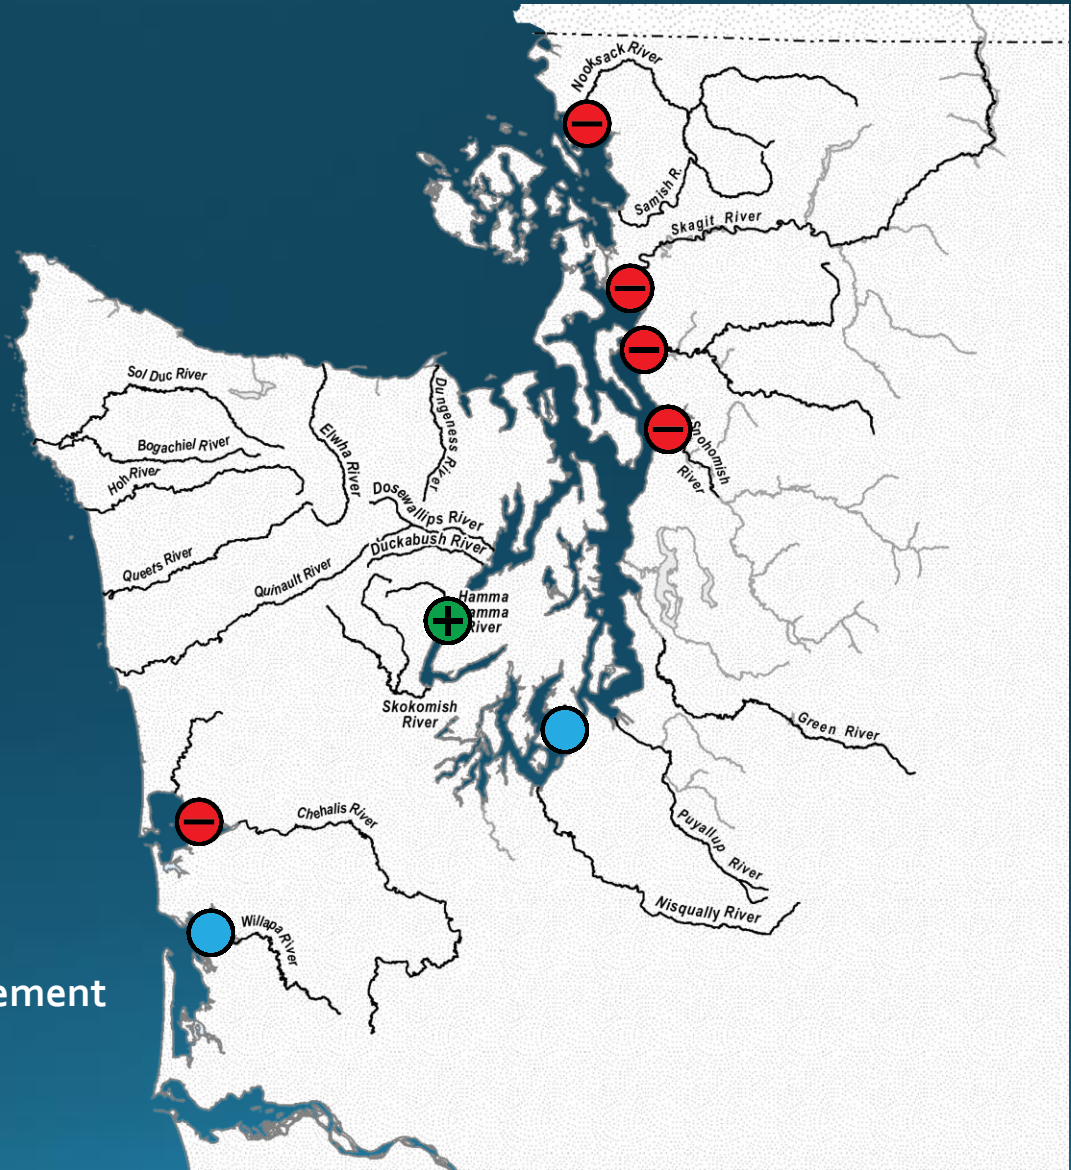 Nooksack River
Samish R.
Skagit River
Sol Duc River
Bogachiel River
Hoh River
Elwha River
Dungeness River
Snohomish
River
Dosewallips River
Duckabush River
Queets River
Quinault River
Hamma
amma
River
Skokomish
River
Green River
Chehalis River
Puyallup
River
Nisqually River
Willapa River
ement